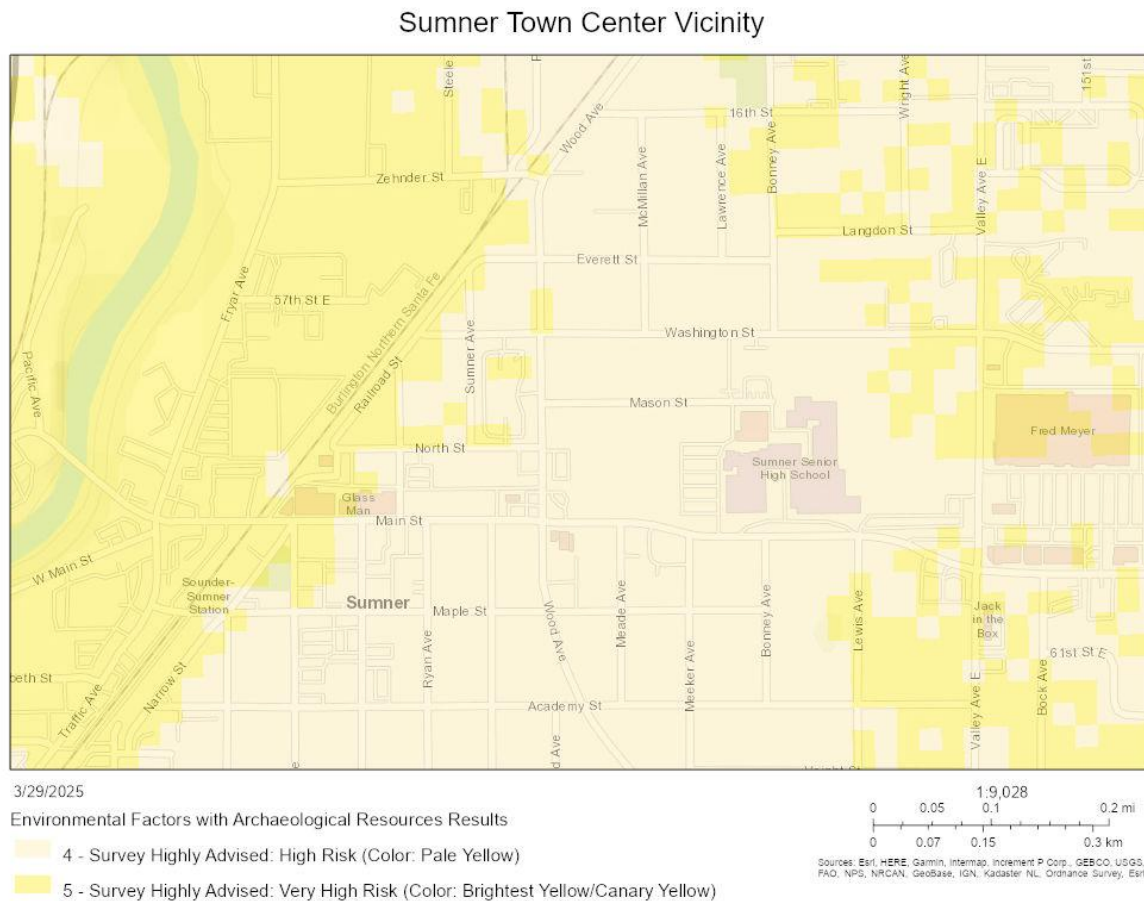 Sumner Town Center Vicinity
Steele
Wood Ave
16th St
Wright Ave
151st
Zehnder St
McMillan Ave
Lawrence Ave
Bonney Ave
Valley Ave E
Langdon St
Everett St
Fryar Ave
57th St E
Burlington Northern Santa Fe
Railroad St
Sumner Ave
Washington St
Pacific Ave
Mason St
North St
Fred Meyer
Sumner Senior
High School
Glass
Man
Main St
W Main St
Sounder-
Sumner
Station
Sumner
Maple St
Ryan Ave
Wood Ave
Meade Ave
Meeker Ave
Bonney Ave
Lewis Ave
Jack
in the
Box
61st St E
beth St
Traffic Ave
Narrow St
Academy St
Valley Ave E
Bock Ave
d Ave
3/29/2025
1:9,028
0 0.05 0.1 0.2 mi
0 0.07 0.15 0.3 km
Environmental Factors with Archaeological Resources Results
4 - Survey Highly Advised: High Risk (Color: Pale Yellow)
5 - Survey Highly Advised: Very High Risk (Color: Brightest Yellow/Canary Yellow)
Sources: Esri, HERE, Garmin, Intermap, increment P Corp., GEBCO, USGS,
FAO, NPS, NRCAN, GeoBase, IGN, Kadaster NL, Ordnance Survey, Esri